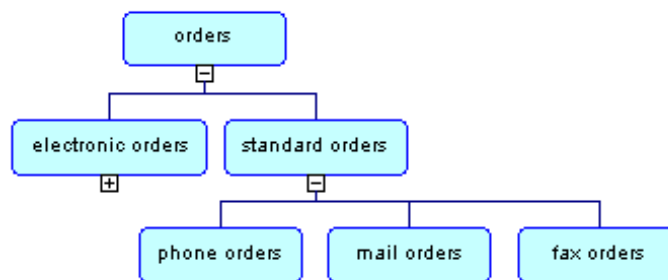 orders
electronic orders
standard orders
phone orders
mail orders
fax orders